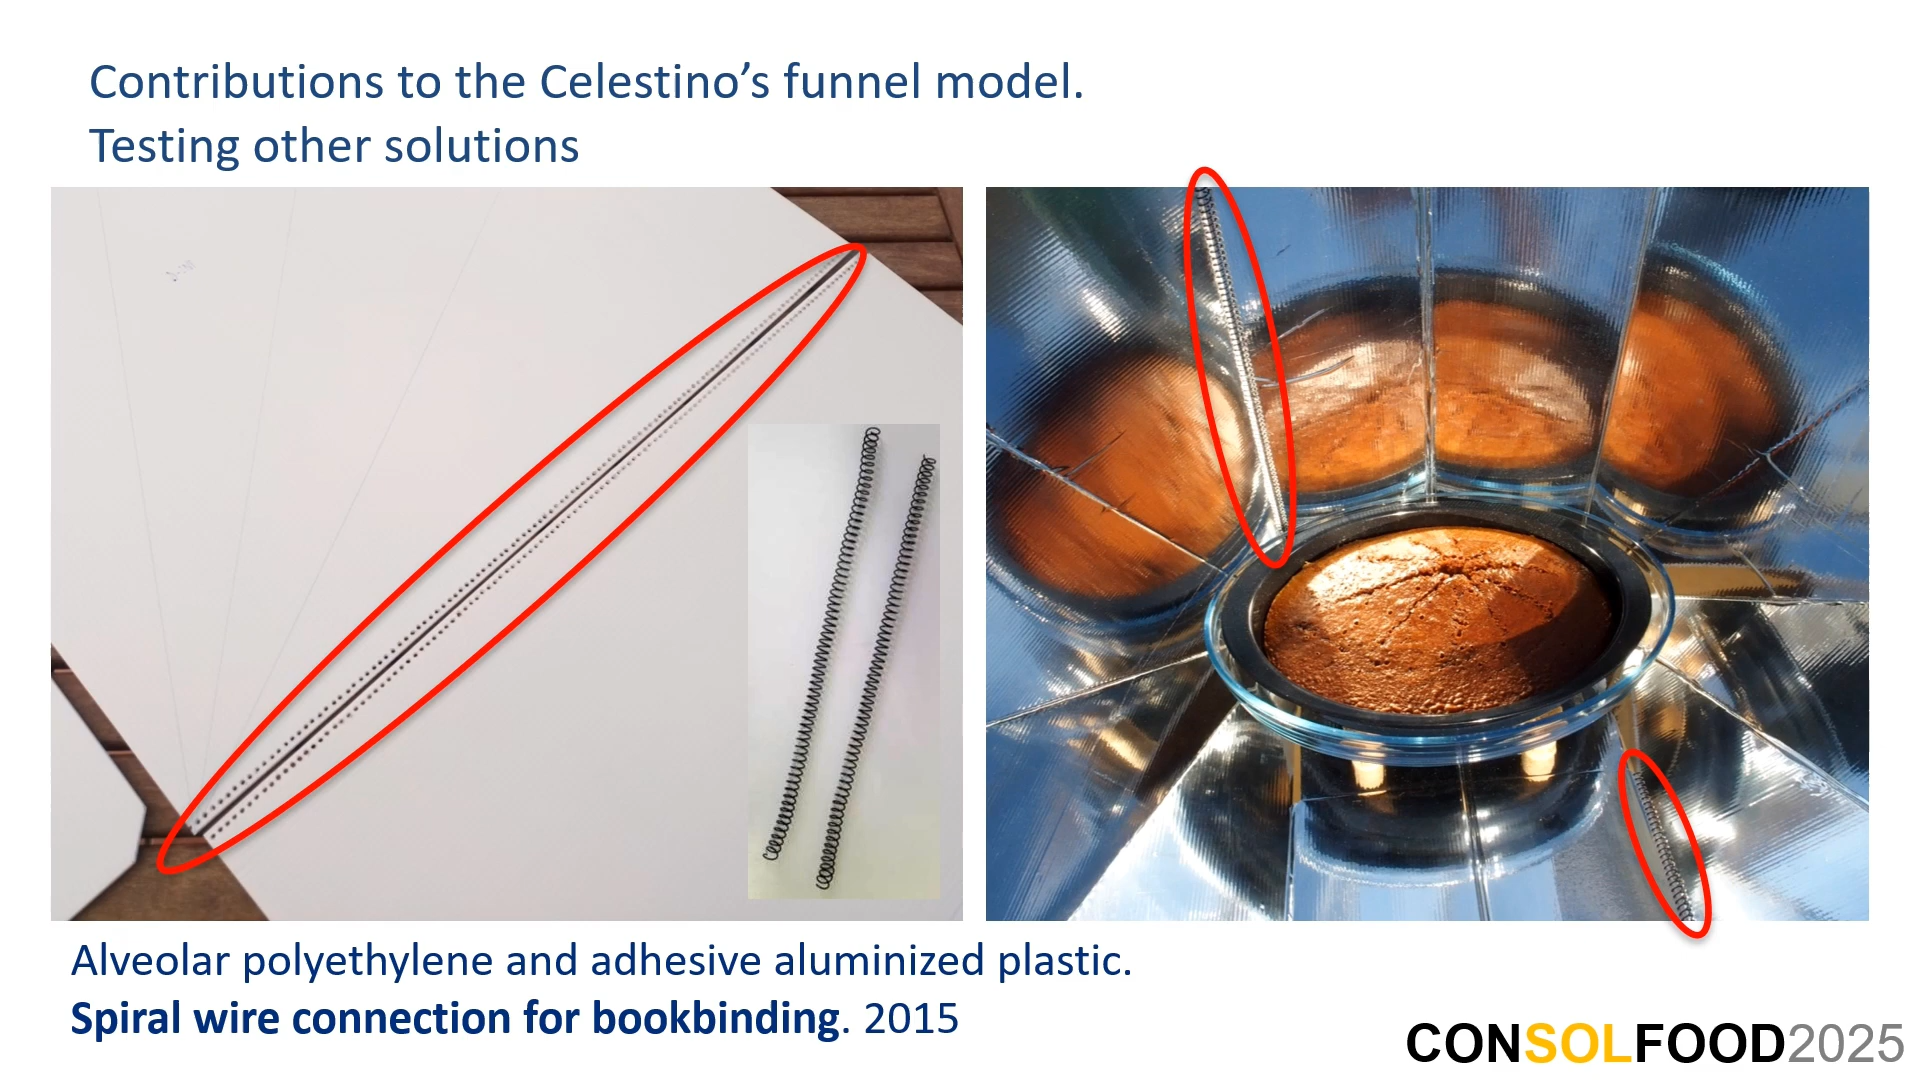 Contributions to the Celestino’s funnel model.
Testing other solutions
Alveolar polyethylene and adhesive aluminized plastic.
Spiral wire connection for bookbinding. 2015
CONSOLFOOD2025